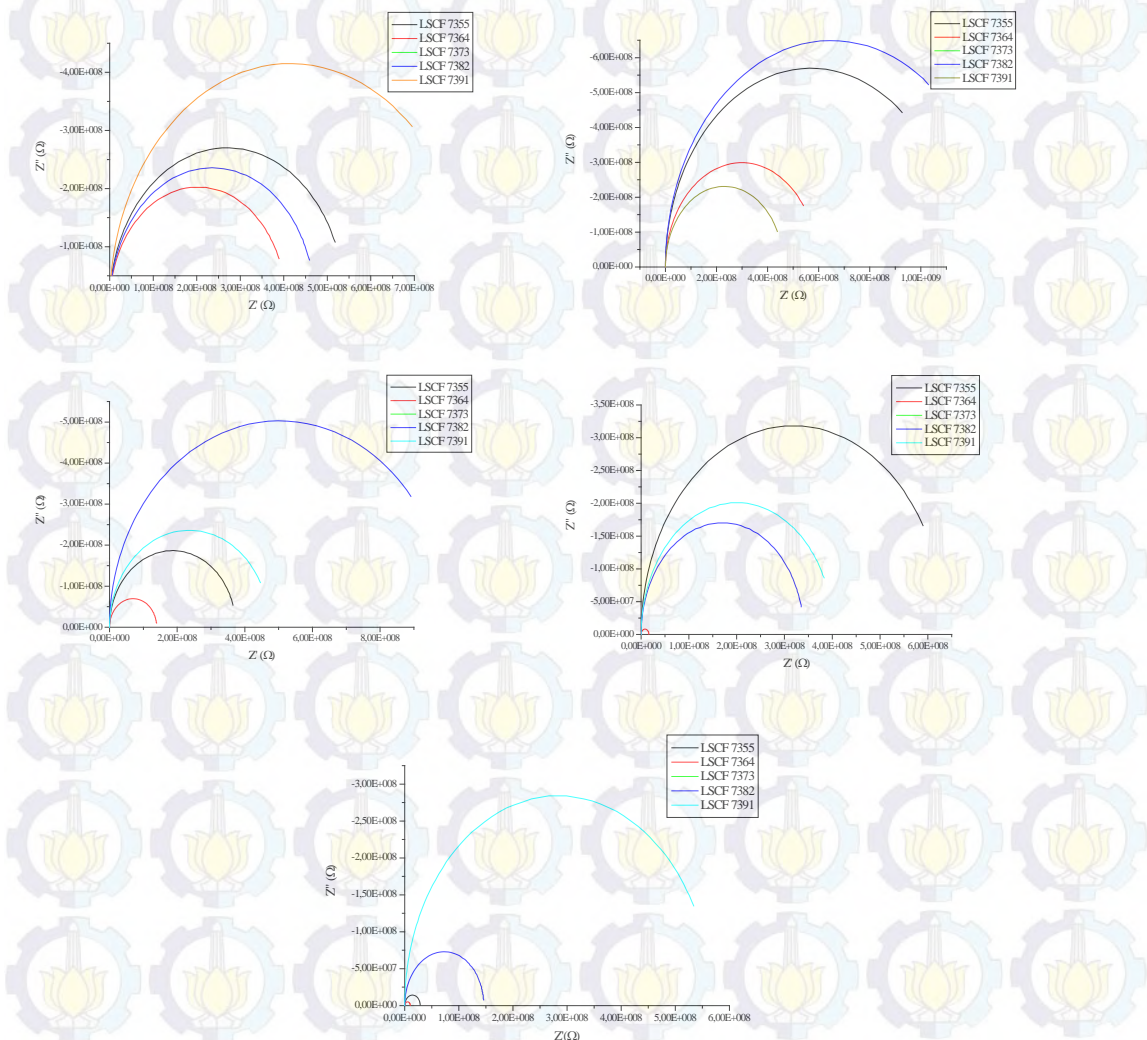 LSCF 7355
LSCF 7364
LSCF 7373
LSCF 7382
LSCF 7391
-4,00E+008
-3,00E+008
-2,00E+008
-1,00E+008
Z" (Ω)
0,00E+000 1,00E+008 2,00E+008 3,00E+008 4,00E+008 5,00E+008 6,00E+008 7,00E+008
Z' (Ω)
LSCF 7355
LSCF 7364
LSCF 7373
LSCF 7382
LSCF 7391
-6,00E+008
-5,00E+008
-4,00E+008
-3,00E+008
-2,00E+008
-1,00E+008
0,00E+000
Z" (Ω)
0,00E+000 2,00E+008 4,00E+008 6,00E+008 8,00E+008 1,00E+009
Z' (Ω)
LSCF 7355
LSCF 7364
LSCF 7373
LSCF 7382
LSCF 7391
-5,00E+008
-4,00E+008
-3,00E+008
-2,00E+008
-1,00E+008
0,00E+000
Z" (Ω)
0,00E+000 2,00E+008 4,00E+008 6,00E+008 8,00E+008
Z' (Ω)
LSCF 7355
LSCF 7364
LSCF 7373
LSCF 7382
LSCF 7391
-3,50E+008
-3,00E+008
-2,50E+008
-2,00E+008
-1,50E+008
-1,00E+008
-5,00E+007
0,00E+000
Z" (Ω)
0,00E+000 1,00E+008 2,00E+008 3,00E+008 4,00E+008 5,00E+008 6,00E+008
Z' (Ω)
LSCF 7355
LSCF 7364
LSCF 7373
LSCF 7382
LSCF 7391
-3,00E+008
-2,50E+008
-2,00E+008
-1,50E+008
-1,00E+008
-5,00E+007
0,00E+000
Z" (Ω)
0,00E+000 1,00E+008 2,00E+008 3,00E+008 4,00E+008 5,00E+008 6,00E+008
Z'(Ω)